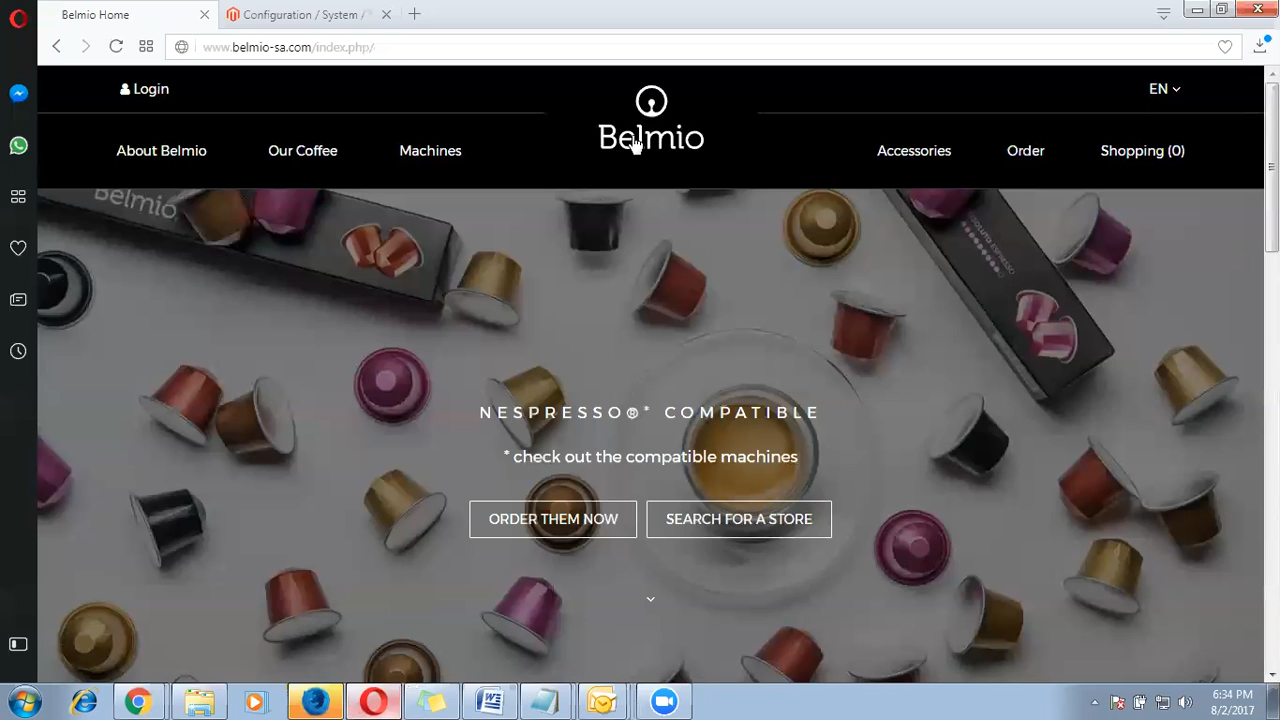 Belmio Home
Configuration / System /
www.belmio-sa.com/index.php/
Login
EN
About Belmio
Our Coffee
Machines
Belmio
Accessories
Order
Shopping (0)
Belmio
NESPRESSO®* COMPATIBLE
* check out the compatible machines
ORDER THEM NOW
SEARCH FOR A STORE
6:34 PM
8/2/2017